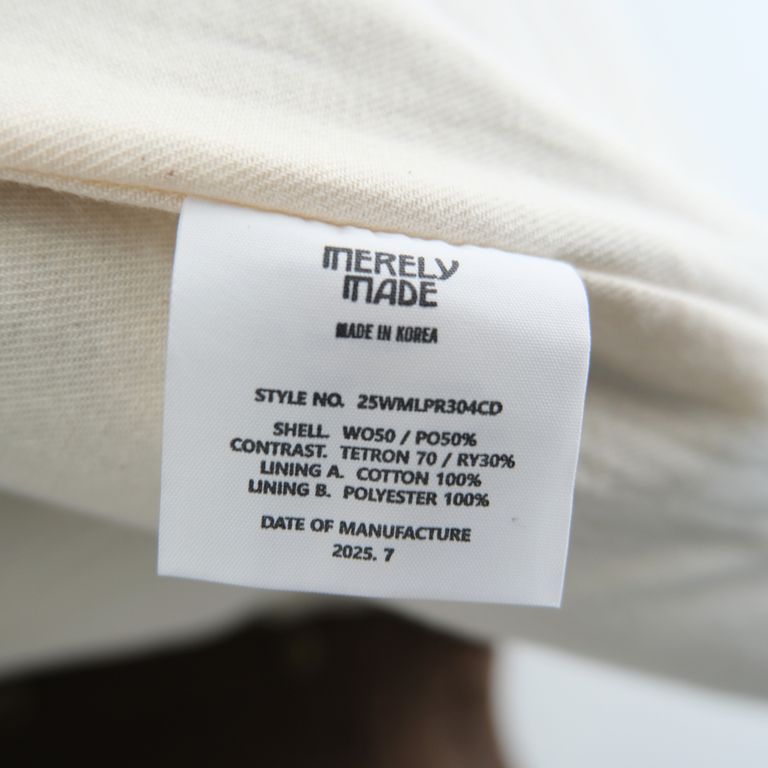 MERELY
MADE
MADE IN KOREA
STYLE NO. 25WMLPR304CD
SHELL. WO50 / PO50%
CONTRAST. TETRON 70 / RY30%
LINING A. COTTON 100%
LINING B. POLYESTER 100%
DATE OF MANUFACTURE
2025. 7